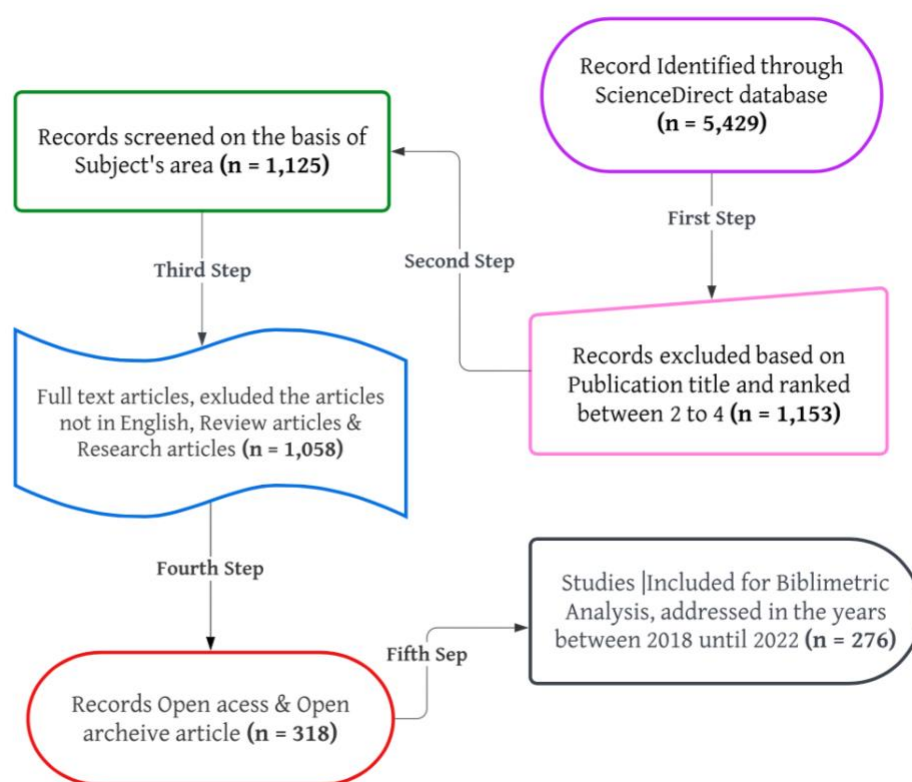 Record Identified through
ScienceDirect database
(n = 5,429)
First Step
Records excluded based on
Publication title and ranked
between 2 to 4 (n = 1,153)
Second Step
Records screened on the basis of
Subject's area (n = 1,125)
Third Step
Full text articles, exluded the articles
not in English, Review articles &
Research articles (n = 1,058)
Fourth Step
Records Open acess & Open
archeive article (n = 318)
Fifth Sep
Studies |Included for Biblimetric
Analysis, addressed in the years
between 2018 until 2022 (n = 276)